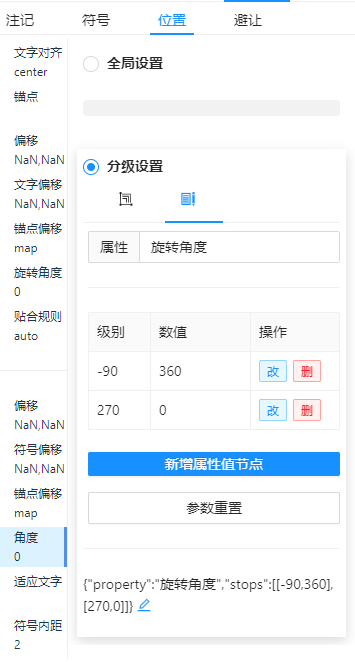 注记 符号 位置 避让
文字对齐
center
锚点
偏移
NaN,NaN
文字偏移
NaN,NaN
锚点偏移
map
旋转角度
0
贴合规则
auto
偏移
NaN,NaN
符号偏移
NaN,NaN
锚点偏移
map
角度
0
适应文字
符号内距
2
全局设置
分级设置
属性 旋转角度
级别 数值 操作
-90 360 改 删
270 0 改 删
新增属性值节点
参数重置
{"property":"旋转角度","stops":[[-90,360],
[270,0]]}